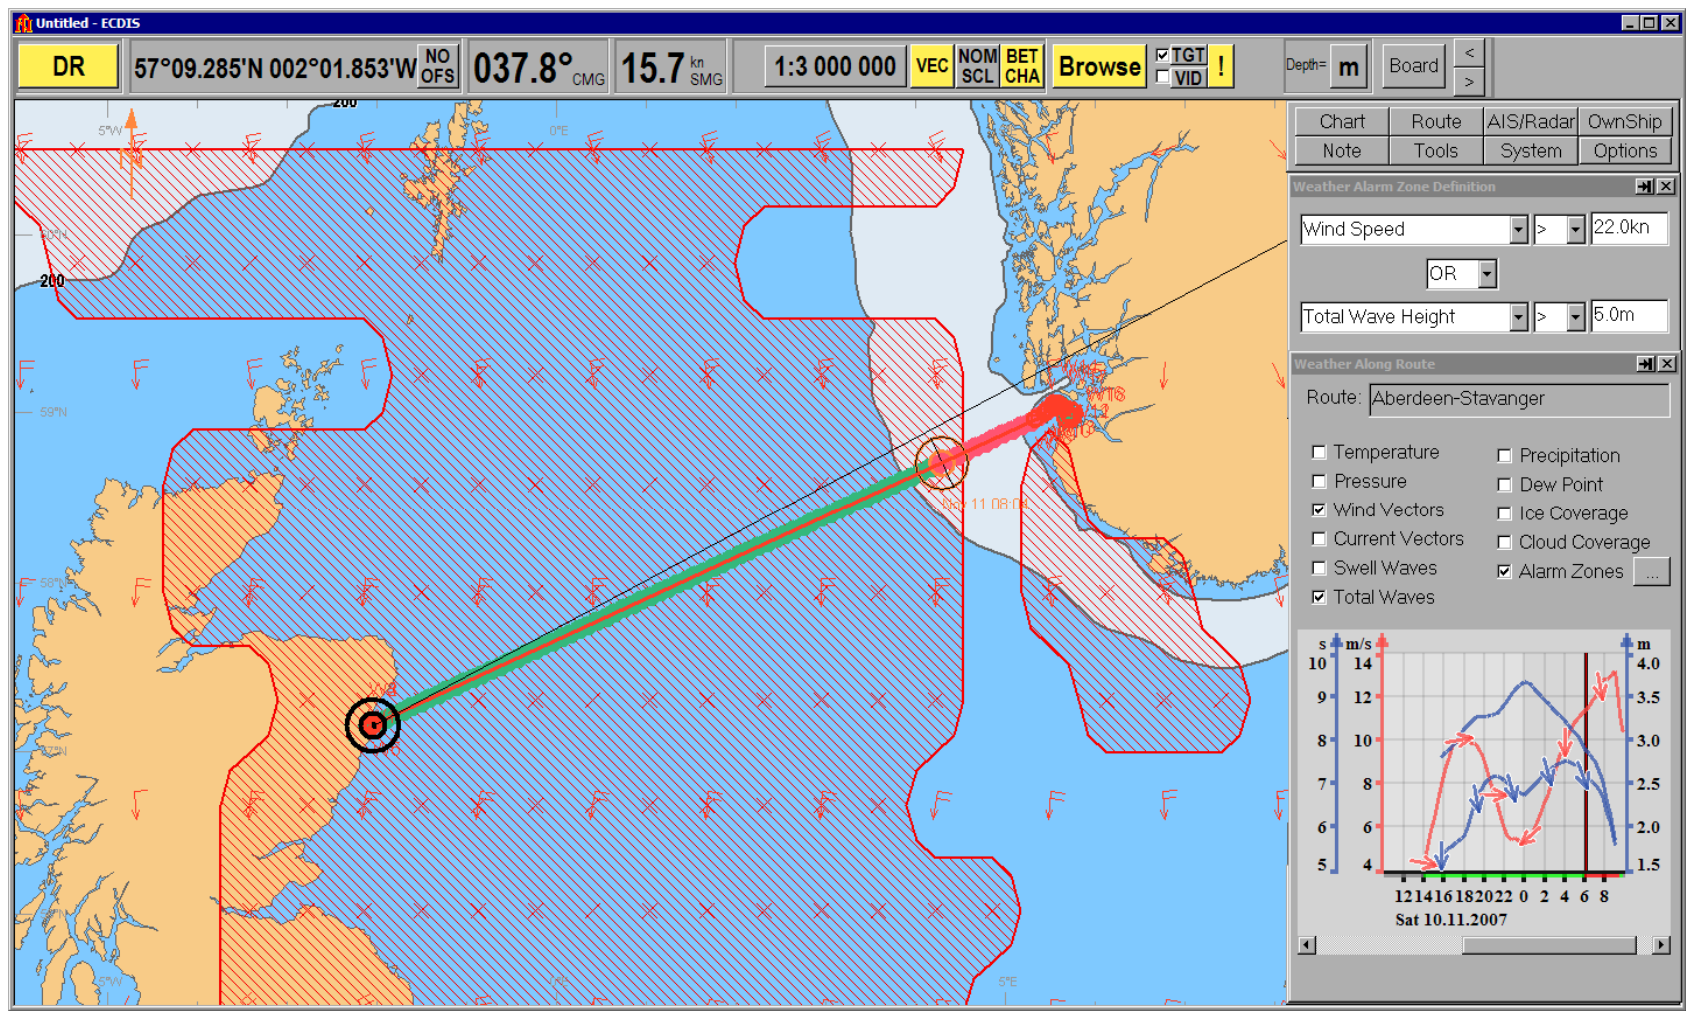 Untitled - ECDIS
DR
57°09.285'N 002°01.853'W
NO OFS
037.8° CMG
15.7 kn SMG
1:3 000 000
VEC
NOM SCL
BET CHA
Browse
TGT
VID
!
Depth= m
Board
<
>
Chart Route AIS/Radar OwnShip
Note Tools System Options
Weather Alarm Zone Definition
Wind Speed > 22.0kn
OR
Total Wave Height > 5.0m
Weather Along Route
Route: Aberdeen-Stavanger
Temperature
Pressure
Wind Vectors
Current Vectors
Swell Waves
Total Waves
Precipitation
Dew Point
Ice Coverage
Cloud Coverage
Alarm Zones ...
s m/s m
10 14 4.0
9 12 3.5
8 10 3.0
7 8 2.5
6 6 2.0
5 4 1.5
12 14 16 18 20 22 0 2 4 6 8
Sat 10.11.2007
200
5°W
0°E
200
59°N
58°N
Nov 11 08:04
5°W
5°E